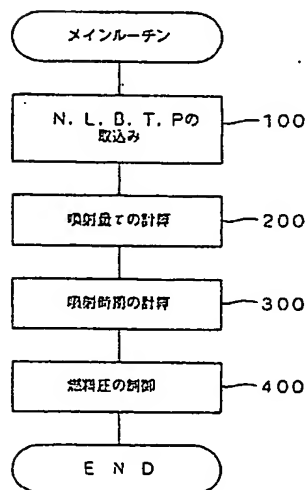 メインルーチン
N. L. B. T. Pの
取込み
100
噴射量τの計算
200
噴射時期の計算
300
燃料圧の制御
400
END